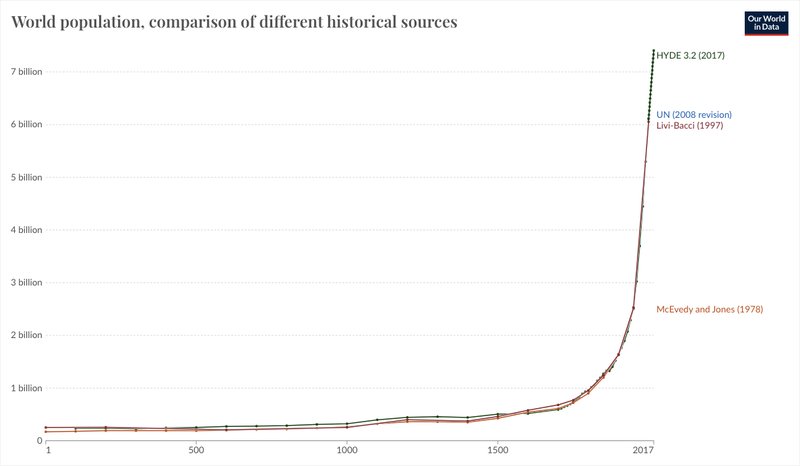 World population, comparison of different historical sources
Our World
in Data
HYDE 3.2 (2017)
7 billion
UN (2008 revision)
6 billion
Livi-Bacci (1997)
5 billion
4 billion
3 billion
McEvedy and Jones (1978)
2 billion
1 billion
0
1
500
1000
1500
2017